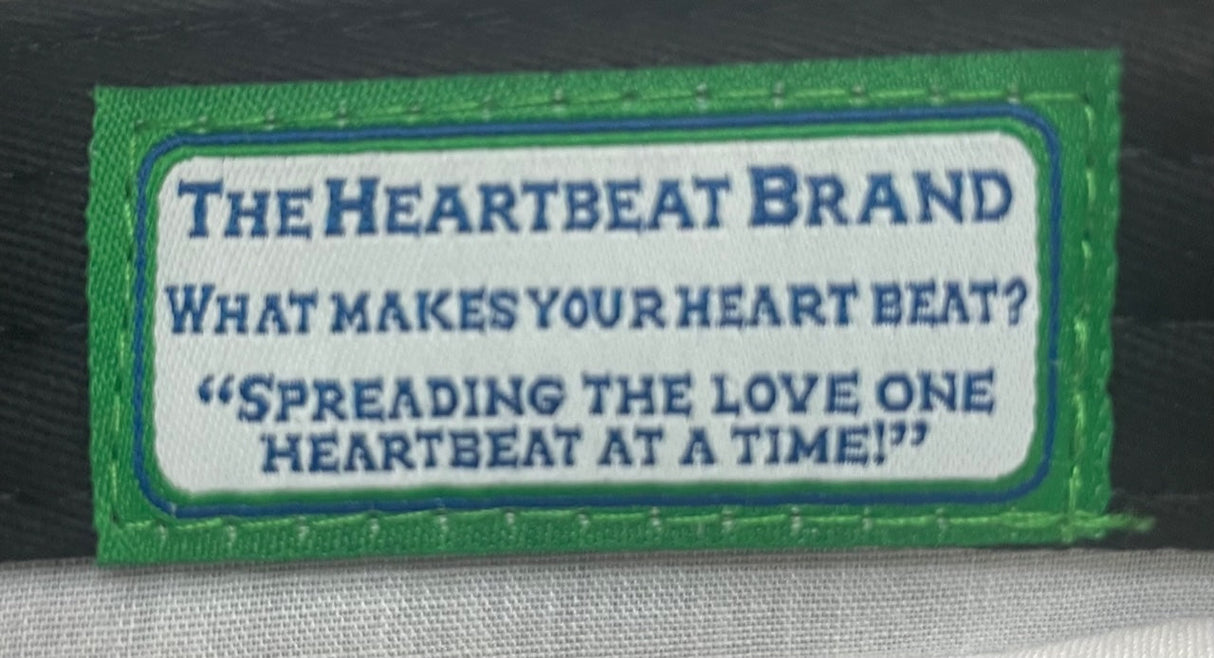 THE HEARTBEAT BRAND
WHAT MAKES YOUR HEART BEAT?
“SPREADING THE LOVE ONE
HEARTBEAT AT A TIME!”